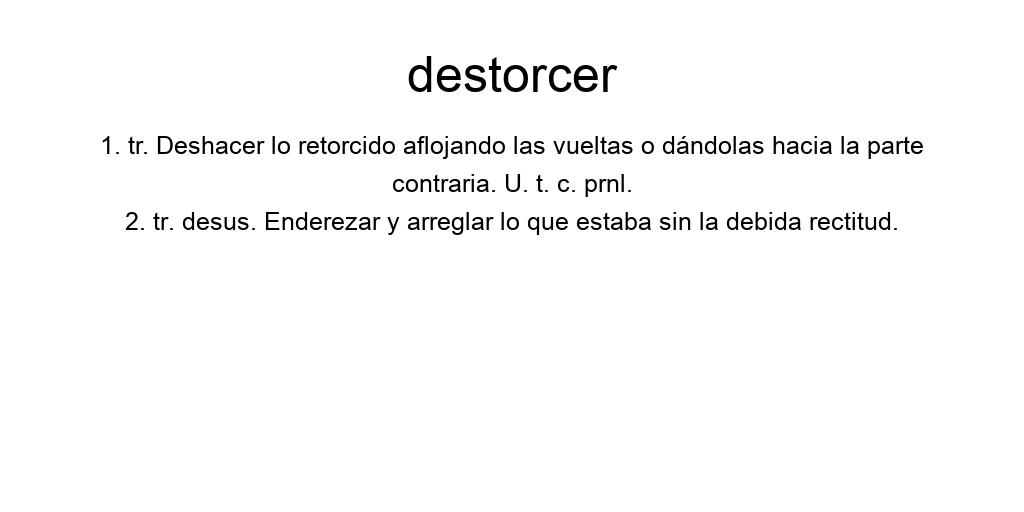 destorcer
1. tr. Deshacer lo retorcido aflojando las vueltas o dándolas hacia la parte
contraria. U. t. c. prnl.
2. tr. desus. Enderezar y arreglar lo que estaba sin la debida rectitud.